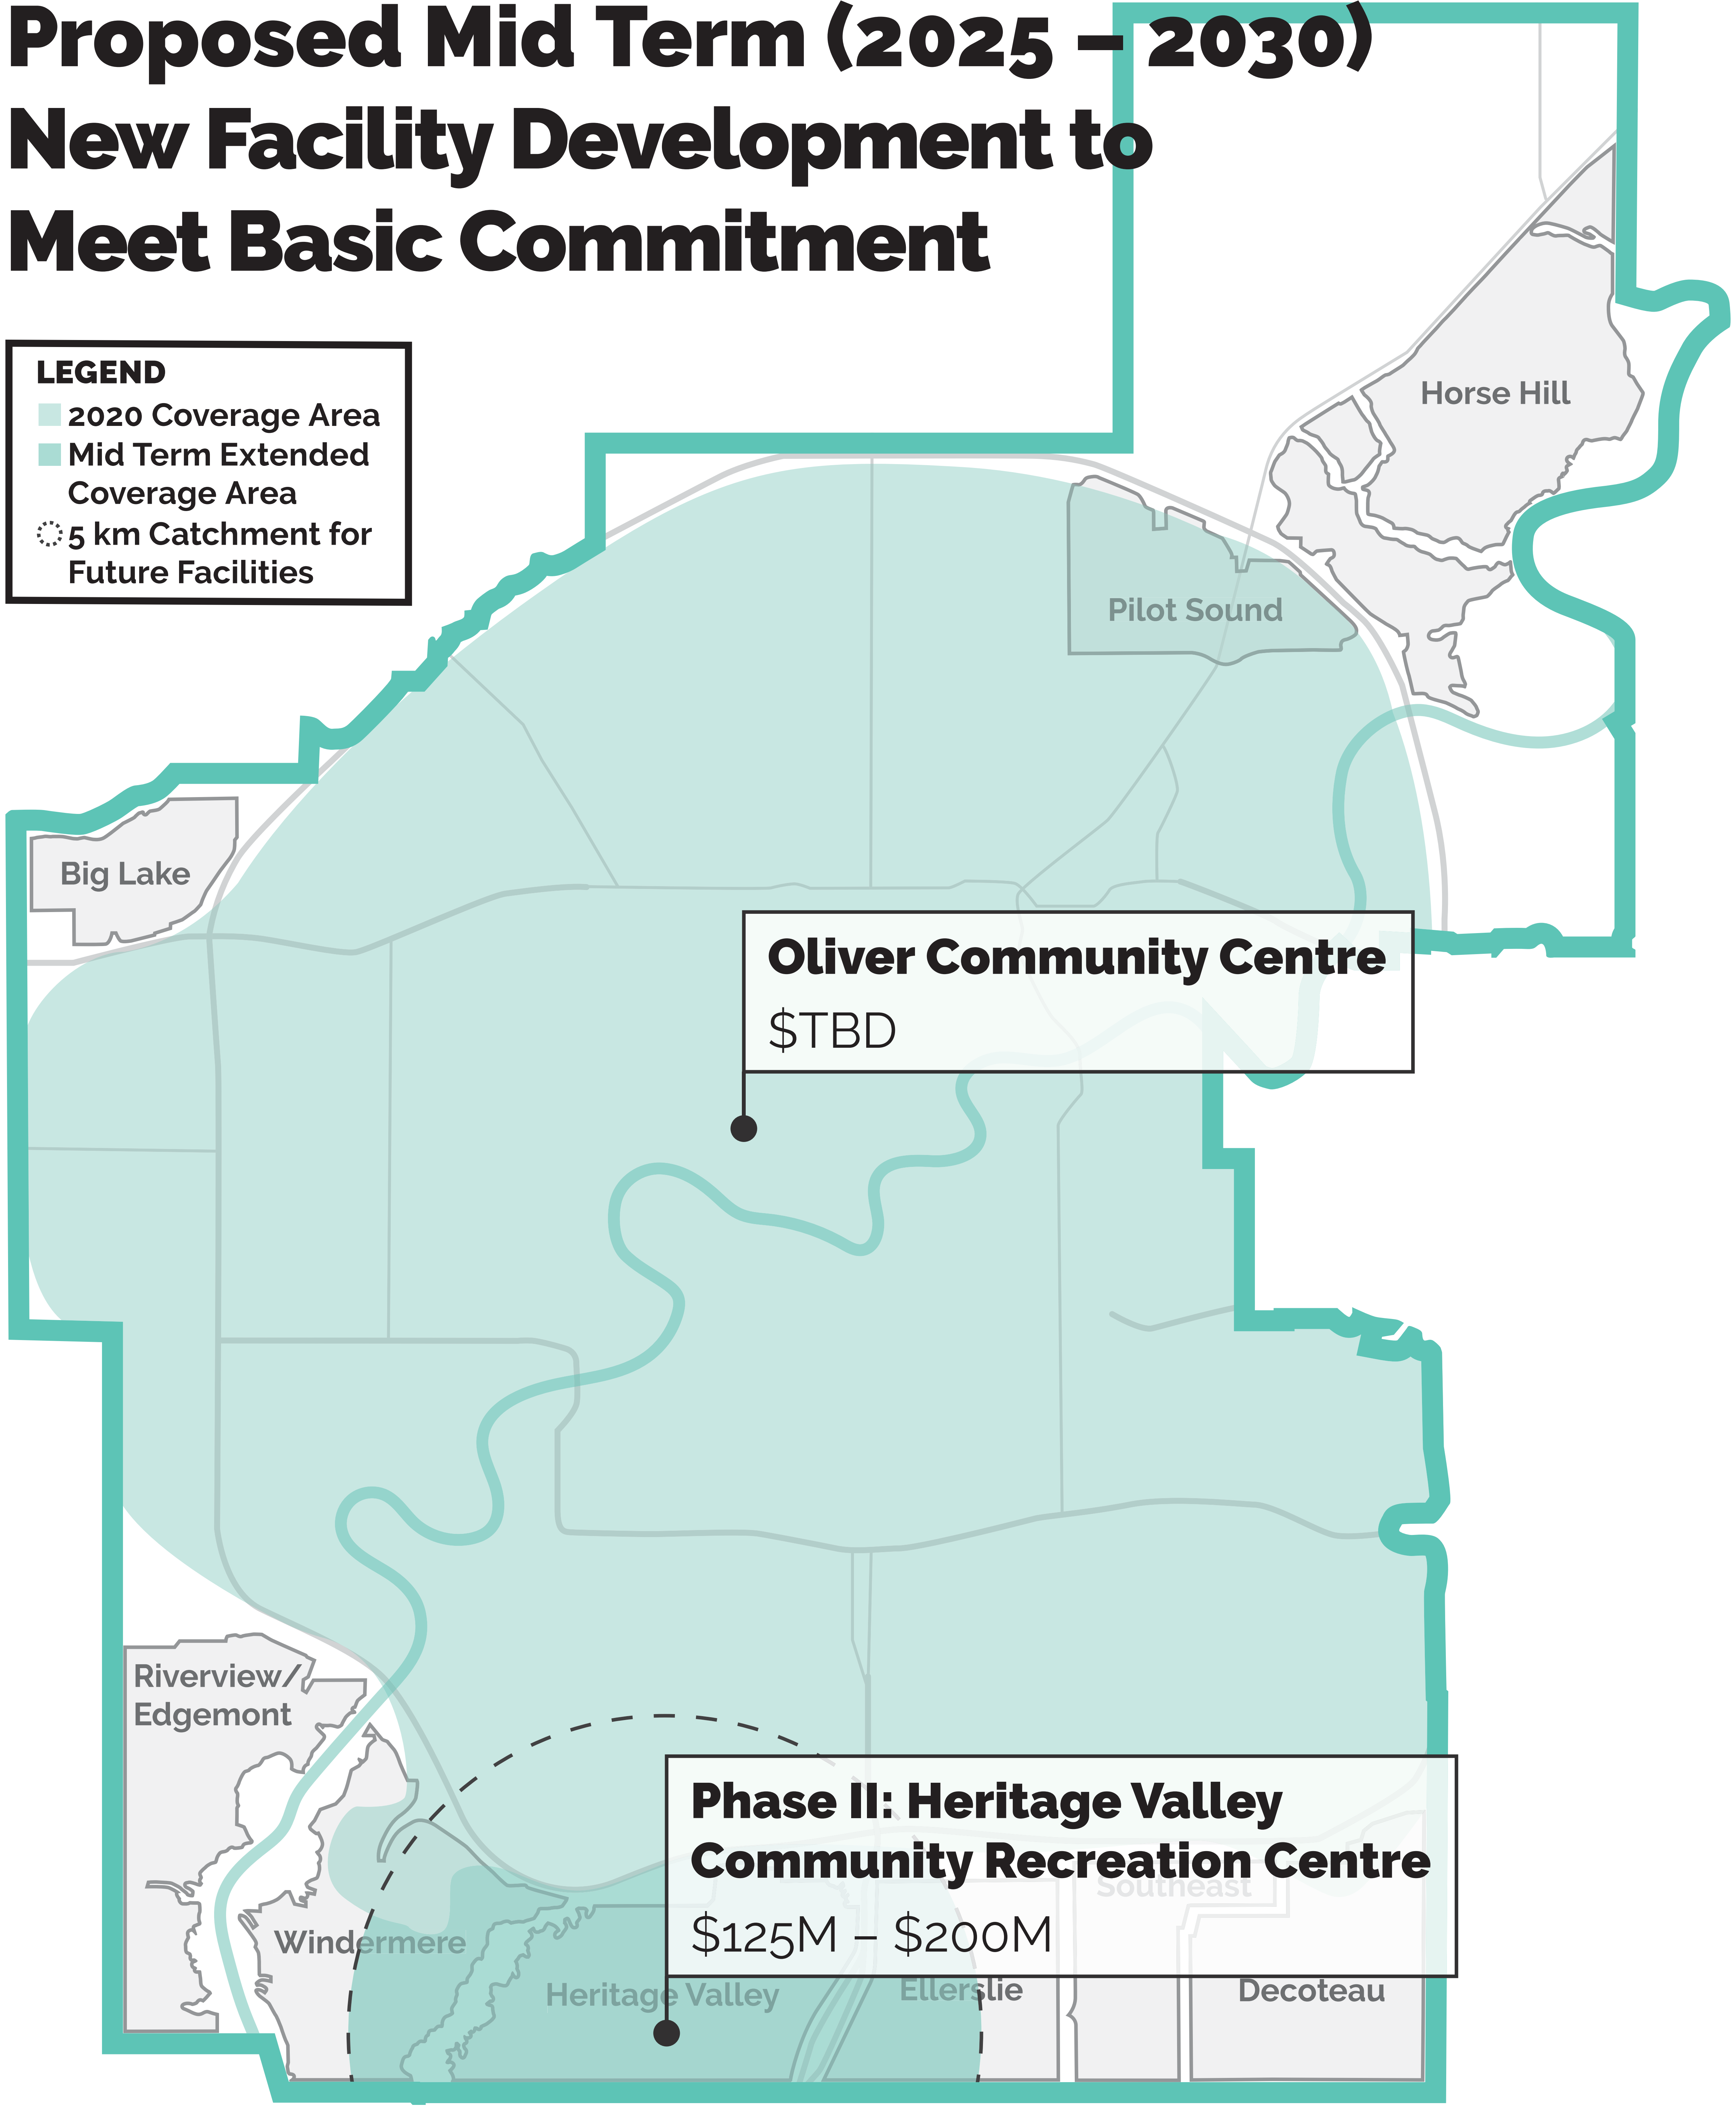 Proposed Mid Term (2025 – 2030)
New Facility Development to
Meet Basic Commitment
LEGEND
2020 Coverage Area
Mid Term Extended
Coverage Area
5 km Catchment for
Future Facilities
Horse Hill
Pilot Sound
Big Lake
Oliver Community Centre
$TBD
Riverview/
Edgemont
Phase II: Heritage Valley
Community Recreation Centre
$125M – $200M
Southeast
Windermere
Heritage Valley
Ellerslie
Decoteau